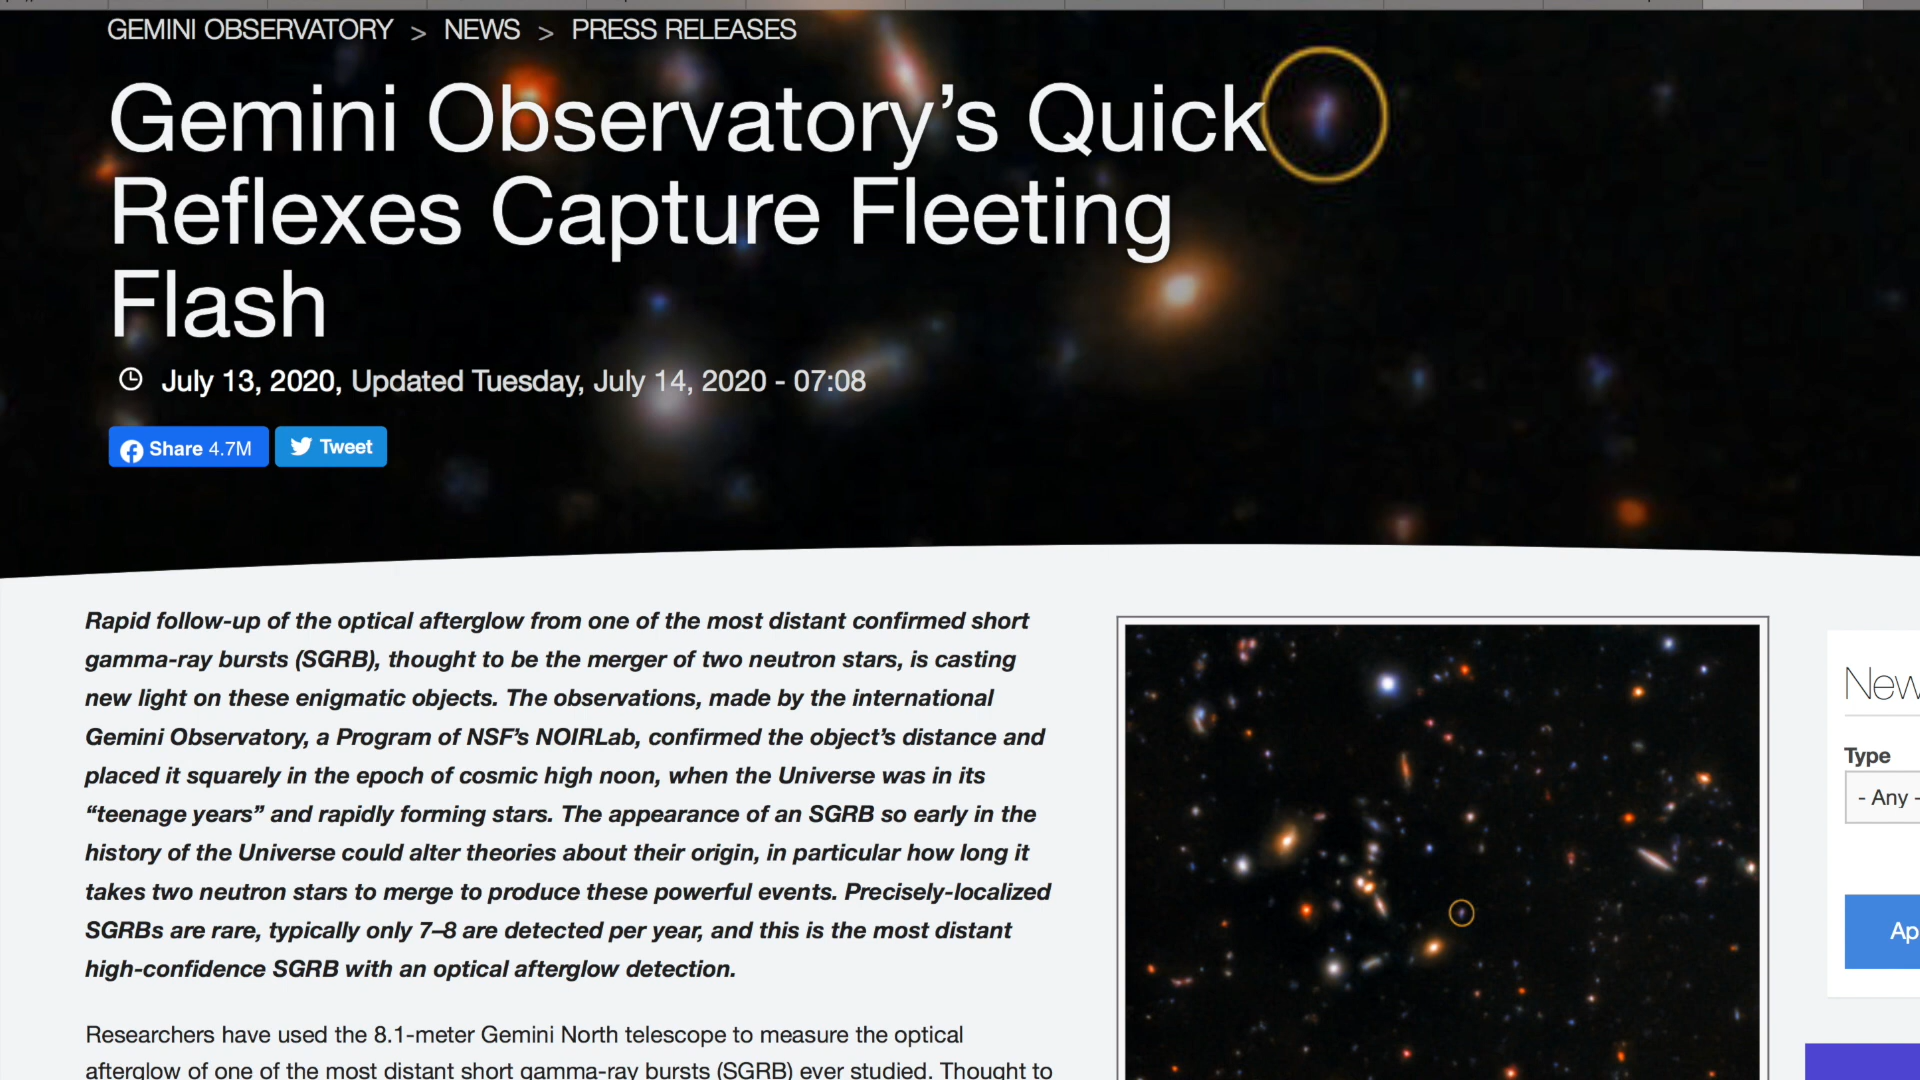 GEMINI OBSERVATORY > NEWS > PRESS RELEASES
Gemini Observatory’s Quick
Reflexes Capture Fleeting
Flash
July 13, 2020, Updated Tuesday, July 14, 2020 - 07:08
Share 4.7M Tweet
Rapid follow-up of the optical afterglow from one of the most distant confirmed short
gamma-ray bursts (SGRB), thought to be the merger of two neutron stars, is casting
new light on these enigmatic objects. The observations, made by the international
Gemini Observatory, a Program of NSF’s NOIRLab, confirmed the object’s distance and
placed it squarely in the epoch of cosmic high noon, when the Universe was in its
“teenage years” and rapidly forming stars. The appearance of an SGRB so early in the
history of the Universe could alter theories about their origin, in particular how long it
takes two neutron stars to merge to produce these powerful events. Precisely-localized
SGRBs are rare, typically only 7–8 are detected per year, and this is the most distant
high-confidence SGRB with an optical afterglow detection.
Researchers have used the 8.1-meter Gemini North telescope to measure the optical
afterglow of one of the most distant short gamma-ray bursts (SGRB) ever studied. Thought to
New
Type
- Any -
Ap